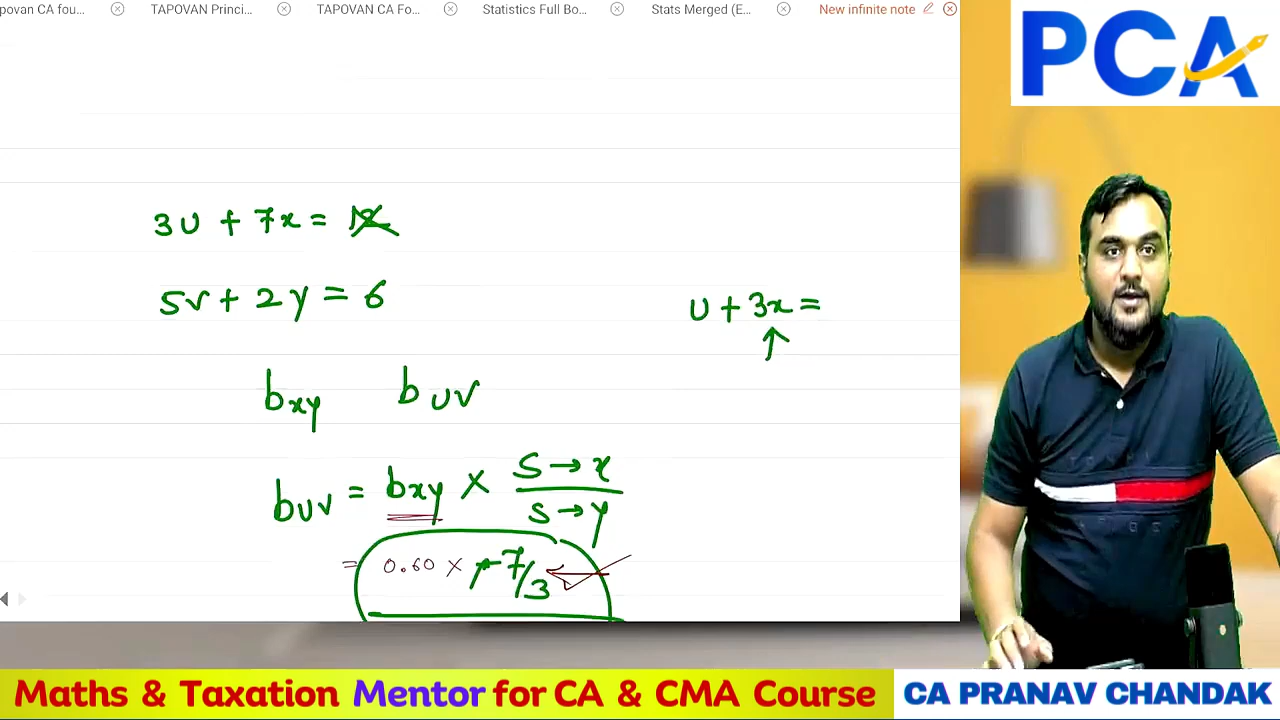 povan CA fou...
TAPOVAN Princi...
TAPOVAN CA Fo...
Statistics Full Bo...
Stats Merged (E...
New infinite note
PCA
3u + 7x = 12
5v + 2y = 6
u + 3x =
bxy buv
buv = bxy × S→x / S→y
= 0.60 × -7/3
Maths & Taxation Mentor for CA & CMA Course
CA PRANAV CHANDAK